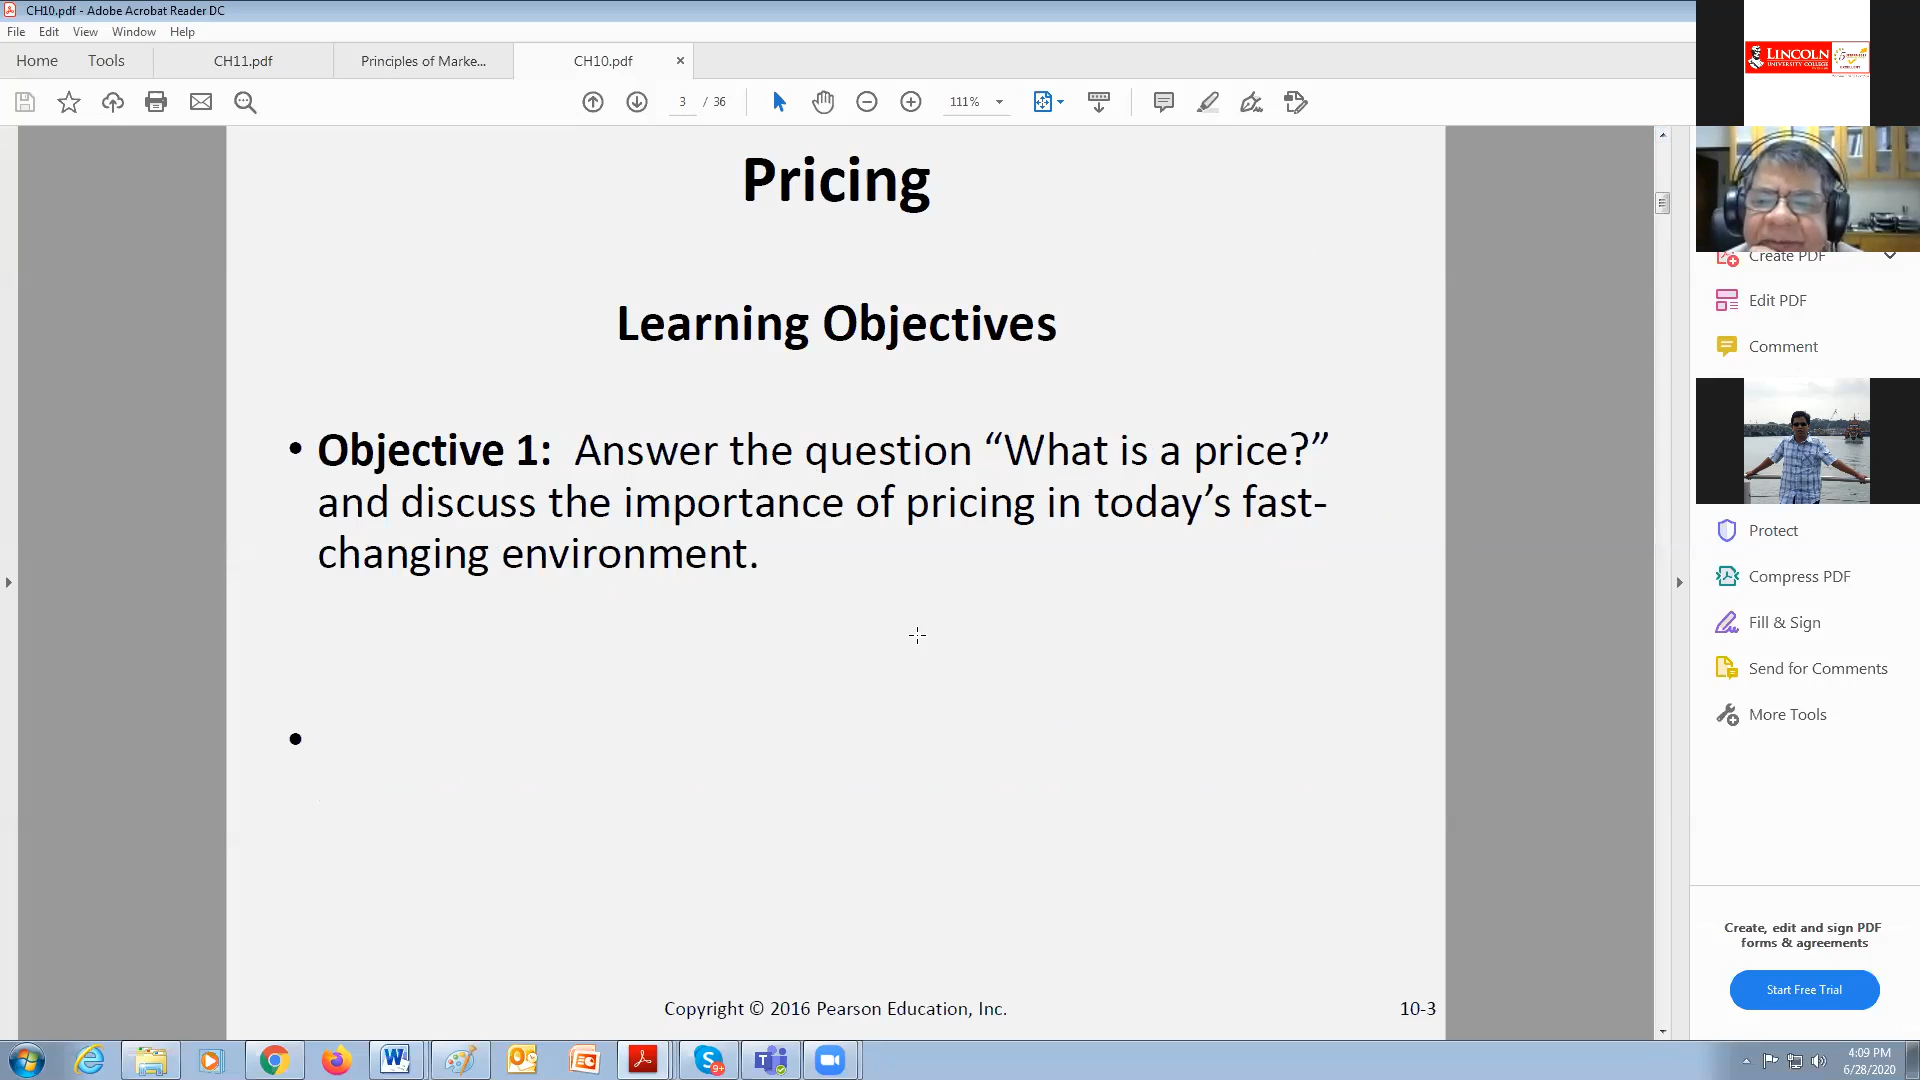 CH10.pdf - Adobe Acrobat Reader DC
File Edit View Window Help
Home Tools CH11.pdf Principles of Marke... CH10.pdf ×
3 / 36 111%
LINCOLN
UNIVERSITY COLLEGE
Pricing
Learning Objectives
• Objective 1: Answer the question “What is a price?”
and discuss the importance of pricing in today’s fast-
changing environment.
•
Copyright © 2016 Pearson Education, Inc. 10-3
Create PDF
Edit PDF
Comment
Protect
Compress PDF
Fill & Sign
Send for Comments
More Tools
Create, edit and sign PDF
forms & agreements
Start Free Trial
9+
4:09 PM
6/28/2020